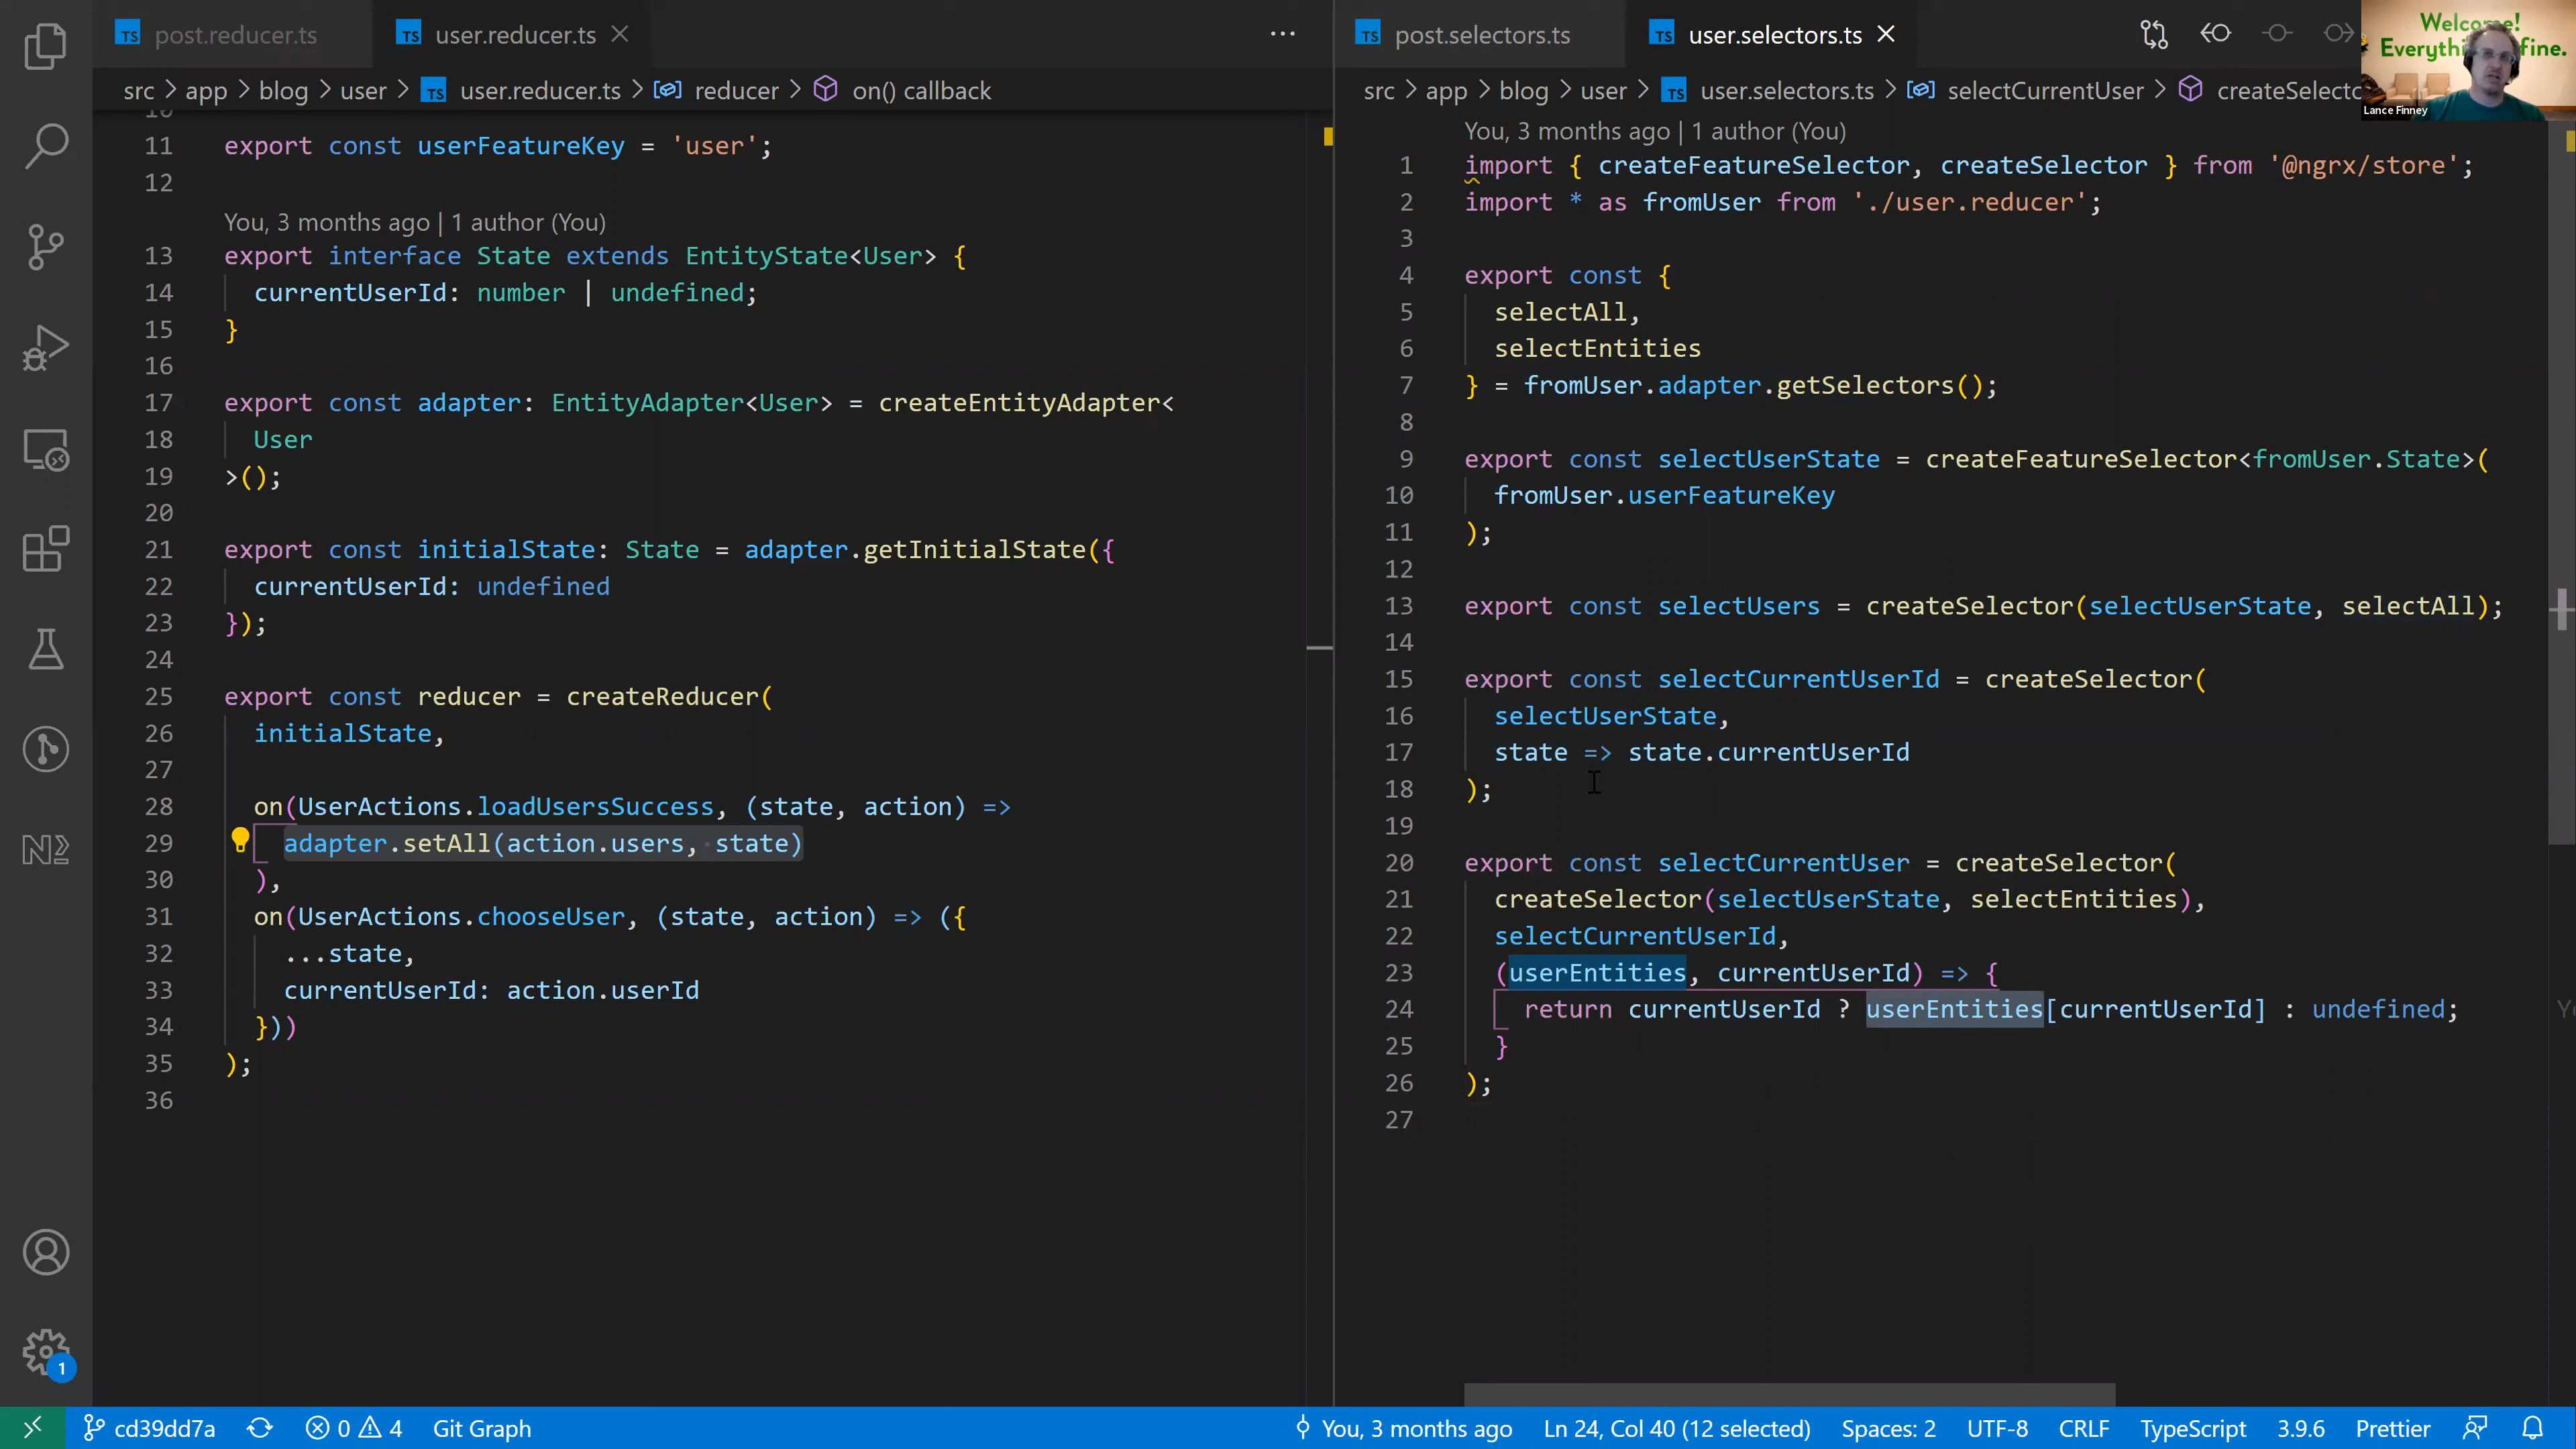 TS post.reducer.ts TS user.reducer.ts
src > app > blog > user > TS user.reducer.ts > reducer > on() callback
10
11 export const userFeatureKey = 'user';
12
You, 3 months ago | 1 author (You)
13 export interface State extends EntityState<User> {
14 currentUserId: number | undefined;
15 }
16
17 export const adapter: EntityAdapter<User> = createEntityAdapter<
18 User
19 >();
20
21 export const initialState: State = adapter.getInitialState({
22 currentUserId: undefined
23 });
24
25 export const reducer = createReducer(
26 initialState,
27
28 on(UserActions.loadUsersSuccess, (state, action) =>
29 adapter.setAll(action.users, state)
30 ),
31 on(UserActions.chooseUser, (state, action) => ({
32 ...state,
33 currentUserId: action.userId
34 }))
35 );
36
TS post.selectors.ts TS user.selectors.ts
src > app > blog > user > TS user.selectors.ts > selectCurrentUser > createSelecto
You, 3 months ago | 1 author (You)
1 import { createFeatureSelector, createSelector } from '@ngrx/store';
2 import * as fromUser from './user.reducer';
3
4 export const {
5 selectAll,
6 selectEntities
7 } = fromUser.adapter.getSelectors();
8
9 export const selectUserState = createFeatureSelector<fromUser.State>(
10 fromUser.userFeatureKey
11 );
12
13 export const selectUsers = createSelector(selectUserState, selectAll);
14
15 export const selectCurrentUserId = createSelector(
16 selectUserState,
17 state => state.currentUserId
18 );
19
20 export const selectCurrentUser = createSelector(
21 createSelector(selectUserState, selectEntities),
22 selectCurrentUserId,
23 (userEntities, currentUserId) => {
24 return currentUserId ? userEntities[currentUserId] : undefined;
25 }
26 );
27
Welcome!
fine.
Lance Finney
1
cd39dd7a 0 4 Git Graph You, 3 months ago Ln 24, Col 40 (12 selected) Spaces: 2 UTF-8 CRLF TypeScript 3.9.6 Prettier